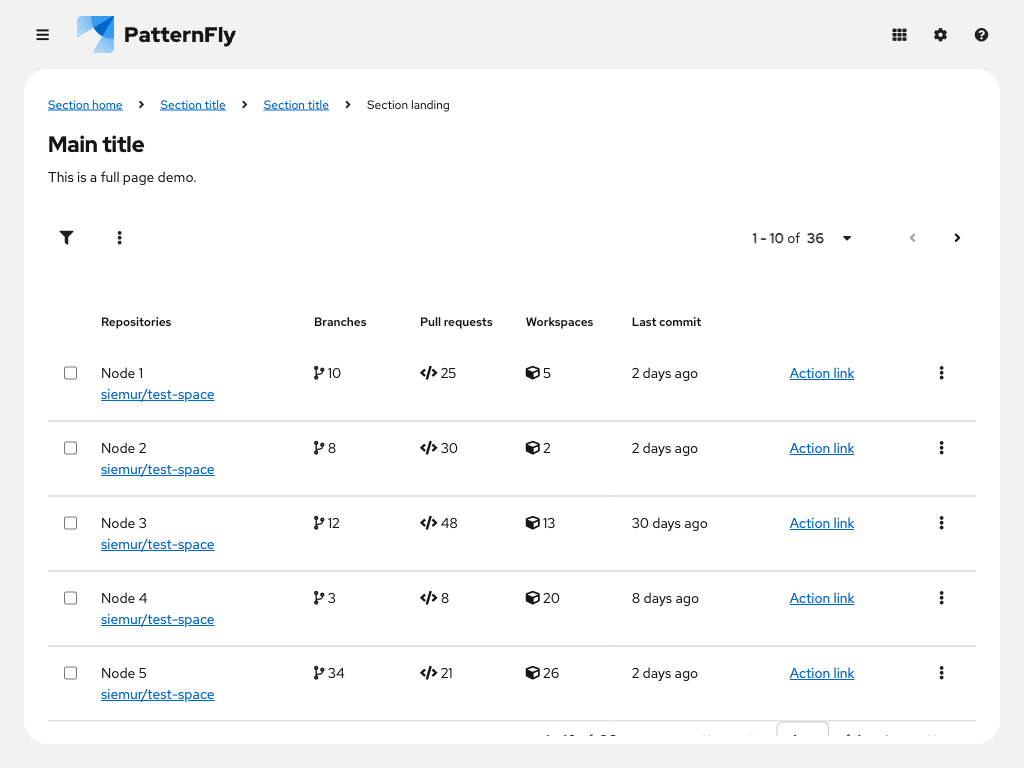 PatternFly
Section home Section title Section title Section landing
Main title
This is a full page demo.
1 - 10 of 36
Repositories Branches Pull requests Workspaces Last commit
Node 1 10 25 5 2 days ago Action link
siemur/test-space
Node 2 8 30 2 2 days ago Action link
siemur/test-space
Node 3 12 48 13 30 days ago Action link
siemur/test-space
Node 4 3 8 20 8 days ago Action link
siemur/test-space
Node 5 34 21 26 2 days ago Action link
siemur/test-space